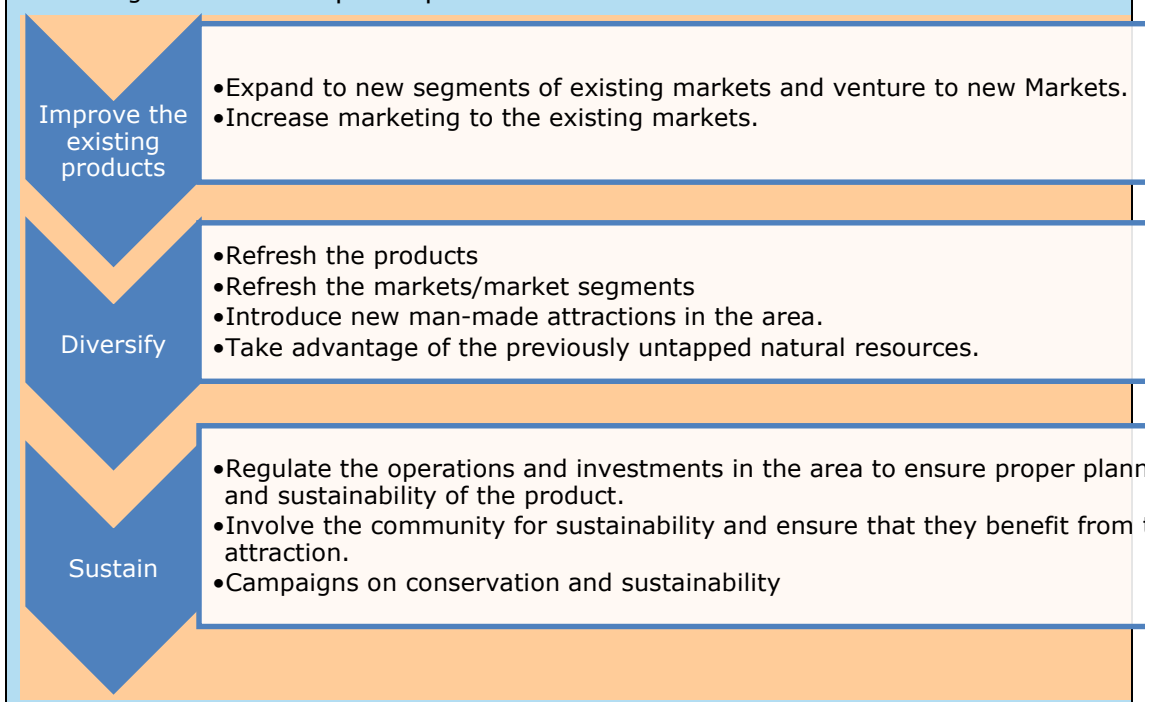 Improve the
existing
products
•Expand to new segments of existing markets and venture to new Markets.
•Increase marketing to the existing markets.
Diversify
•Refresh the products
•Refresh the markets/market segments
•Introduce new man-made attractions in the area.
•Take advantage of the previously untapped natural resources.
Sustain
•Regulate the operations and investments in the area to ensure proper
and sustainability of the product.
•Involve the community for sustainability and ensure that they benefit from
attraction.
•Campaigns on conservation and sustainability